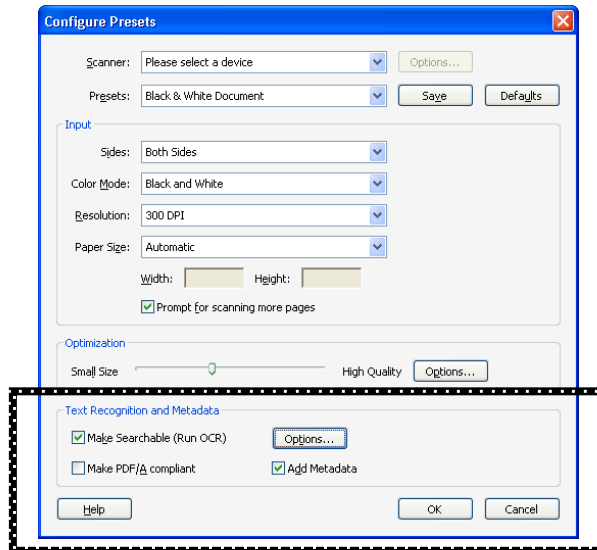 Configure Presets
Scanner: Please select a device Options...
Presets: Black & White Document Save Defaults
Input
Sides: Both Sides
Color Mode: Black and White
Resolution: 300 DPI
Paper Size: Automatic
Width: Height:
Prompt for scanning more pages
Optimization
Small Size High Quality Options...
Text Recognition and Metadata
Make Searchable (Run OCR) Options...
Make PDF/A compliant Add Metadata
Help OK Cancel